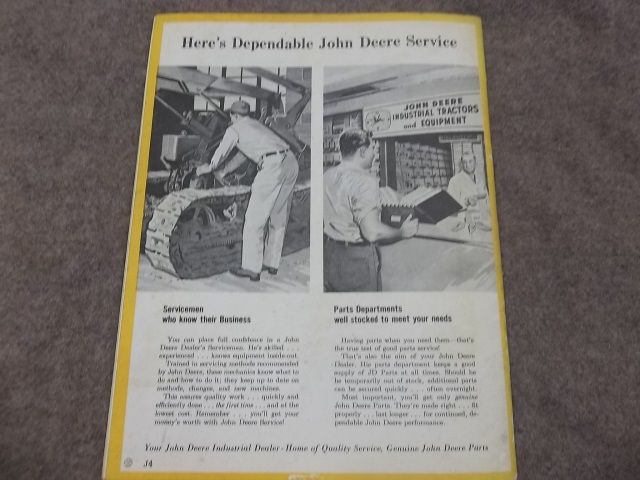 Here's Dependable John Deere Service
JOHN DEERE
INDUSTRIAL TRACTORS
and EQUIPMENT
Servicemen
who know their Business
You can place full confidence in a John
Deere Dealer's Serviceman. He's skilled . . .
experienced . . . knows equipment inside-out.
Trained in servicing methods recommended
by John Deere, these mechanics know what to
do and how to do it; they keep up to date on
methods, changes, and new machines.
This assures quality work . . . quickly and
efficiently done . . . the first time . . . and at the
lowest cost. Remember . . . you'll get your
money's worth with John Deere Service!
Parts Departments
well stocked to meet your needs
Having parts when you need them—that's
the true test of good parts service!
That's also the aim of your John Deere
Dealer. His parts department keeps a good
supply of JD Parts at all times. Should he
be temporarily out of stock, additional parts
can be secured quickly . . . often overnight.
Most important, you'll get only genuine
John Deere Parts. They're made right . . . fit
properly . . . last longer . . . for continued, de-
pendable John Deere performance.
Your John Deere Industrial Dealer - Home of Quality Service, Genuine John Deere Parts
J4